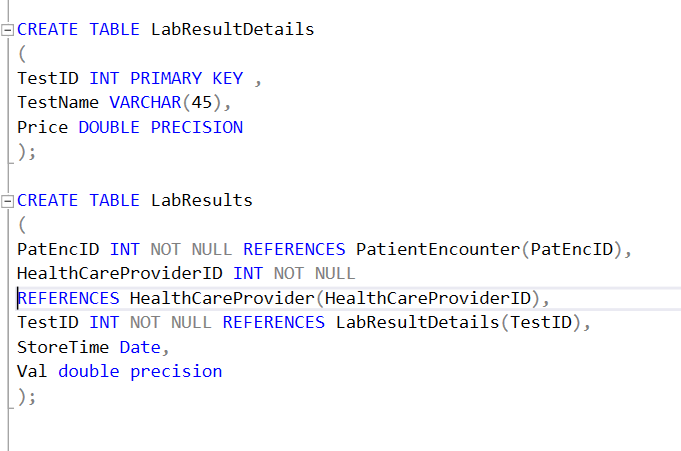 CREATE TABLE LabResultDetails
(
TestID INT PRIMARY KEY ,
TestName VARCHAR(45),
Price DOUBLE PRECISION
);
CREATE TABLE LabResults
(
PatEncID INT NOT NULL REFERENCES PatientEncounter(PatEncID),
HealthCareProviderID INT NOT NULL
REFERENCES HealthCareProvider(HealthCareProviderID),
TestID INT NOT NULL REFERENCES LabResultDetails(TestID),
StoreTime Date,
Val double precision
);